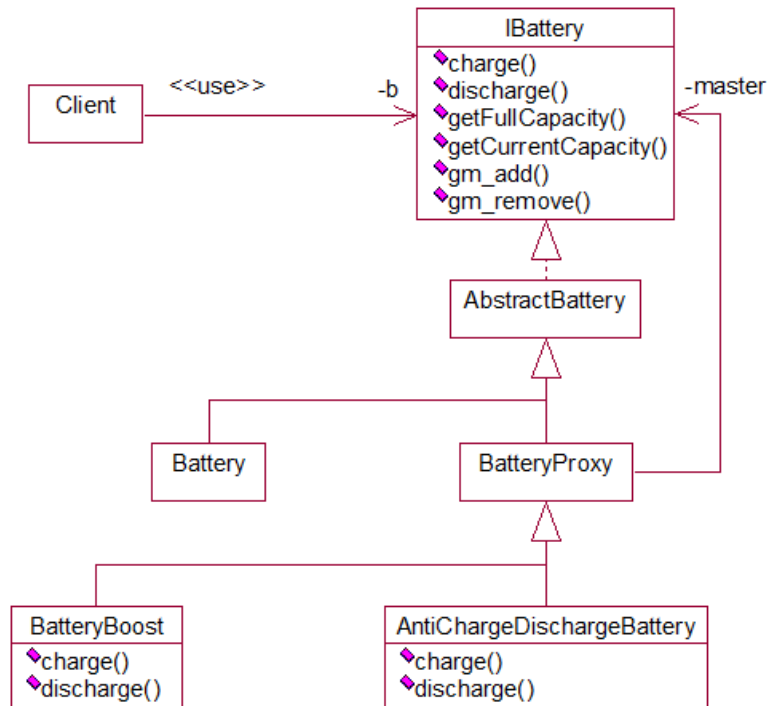 IBattery
charge()
discharge()
getFullCapacity()
getCurrentCapacity()
gm_add()
gm_remove()
Client
<<use>>
-b
-master
AbstractBattery
Battery
BatteryProxy
BatteryBoost
charge()
discharge()
AntiChargeDischargeBattery
charge()
discharge()